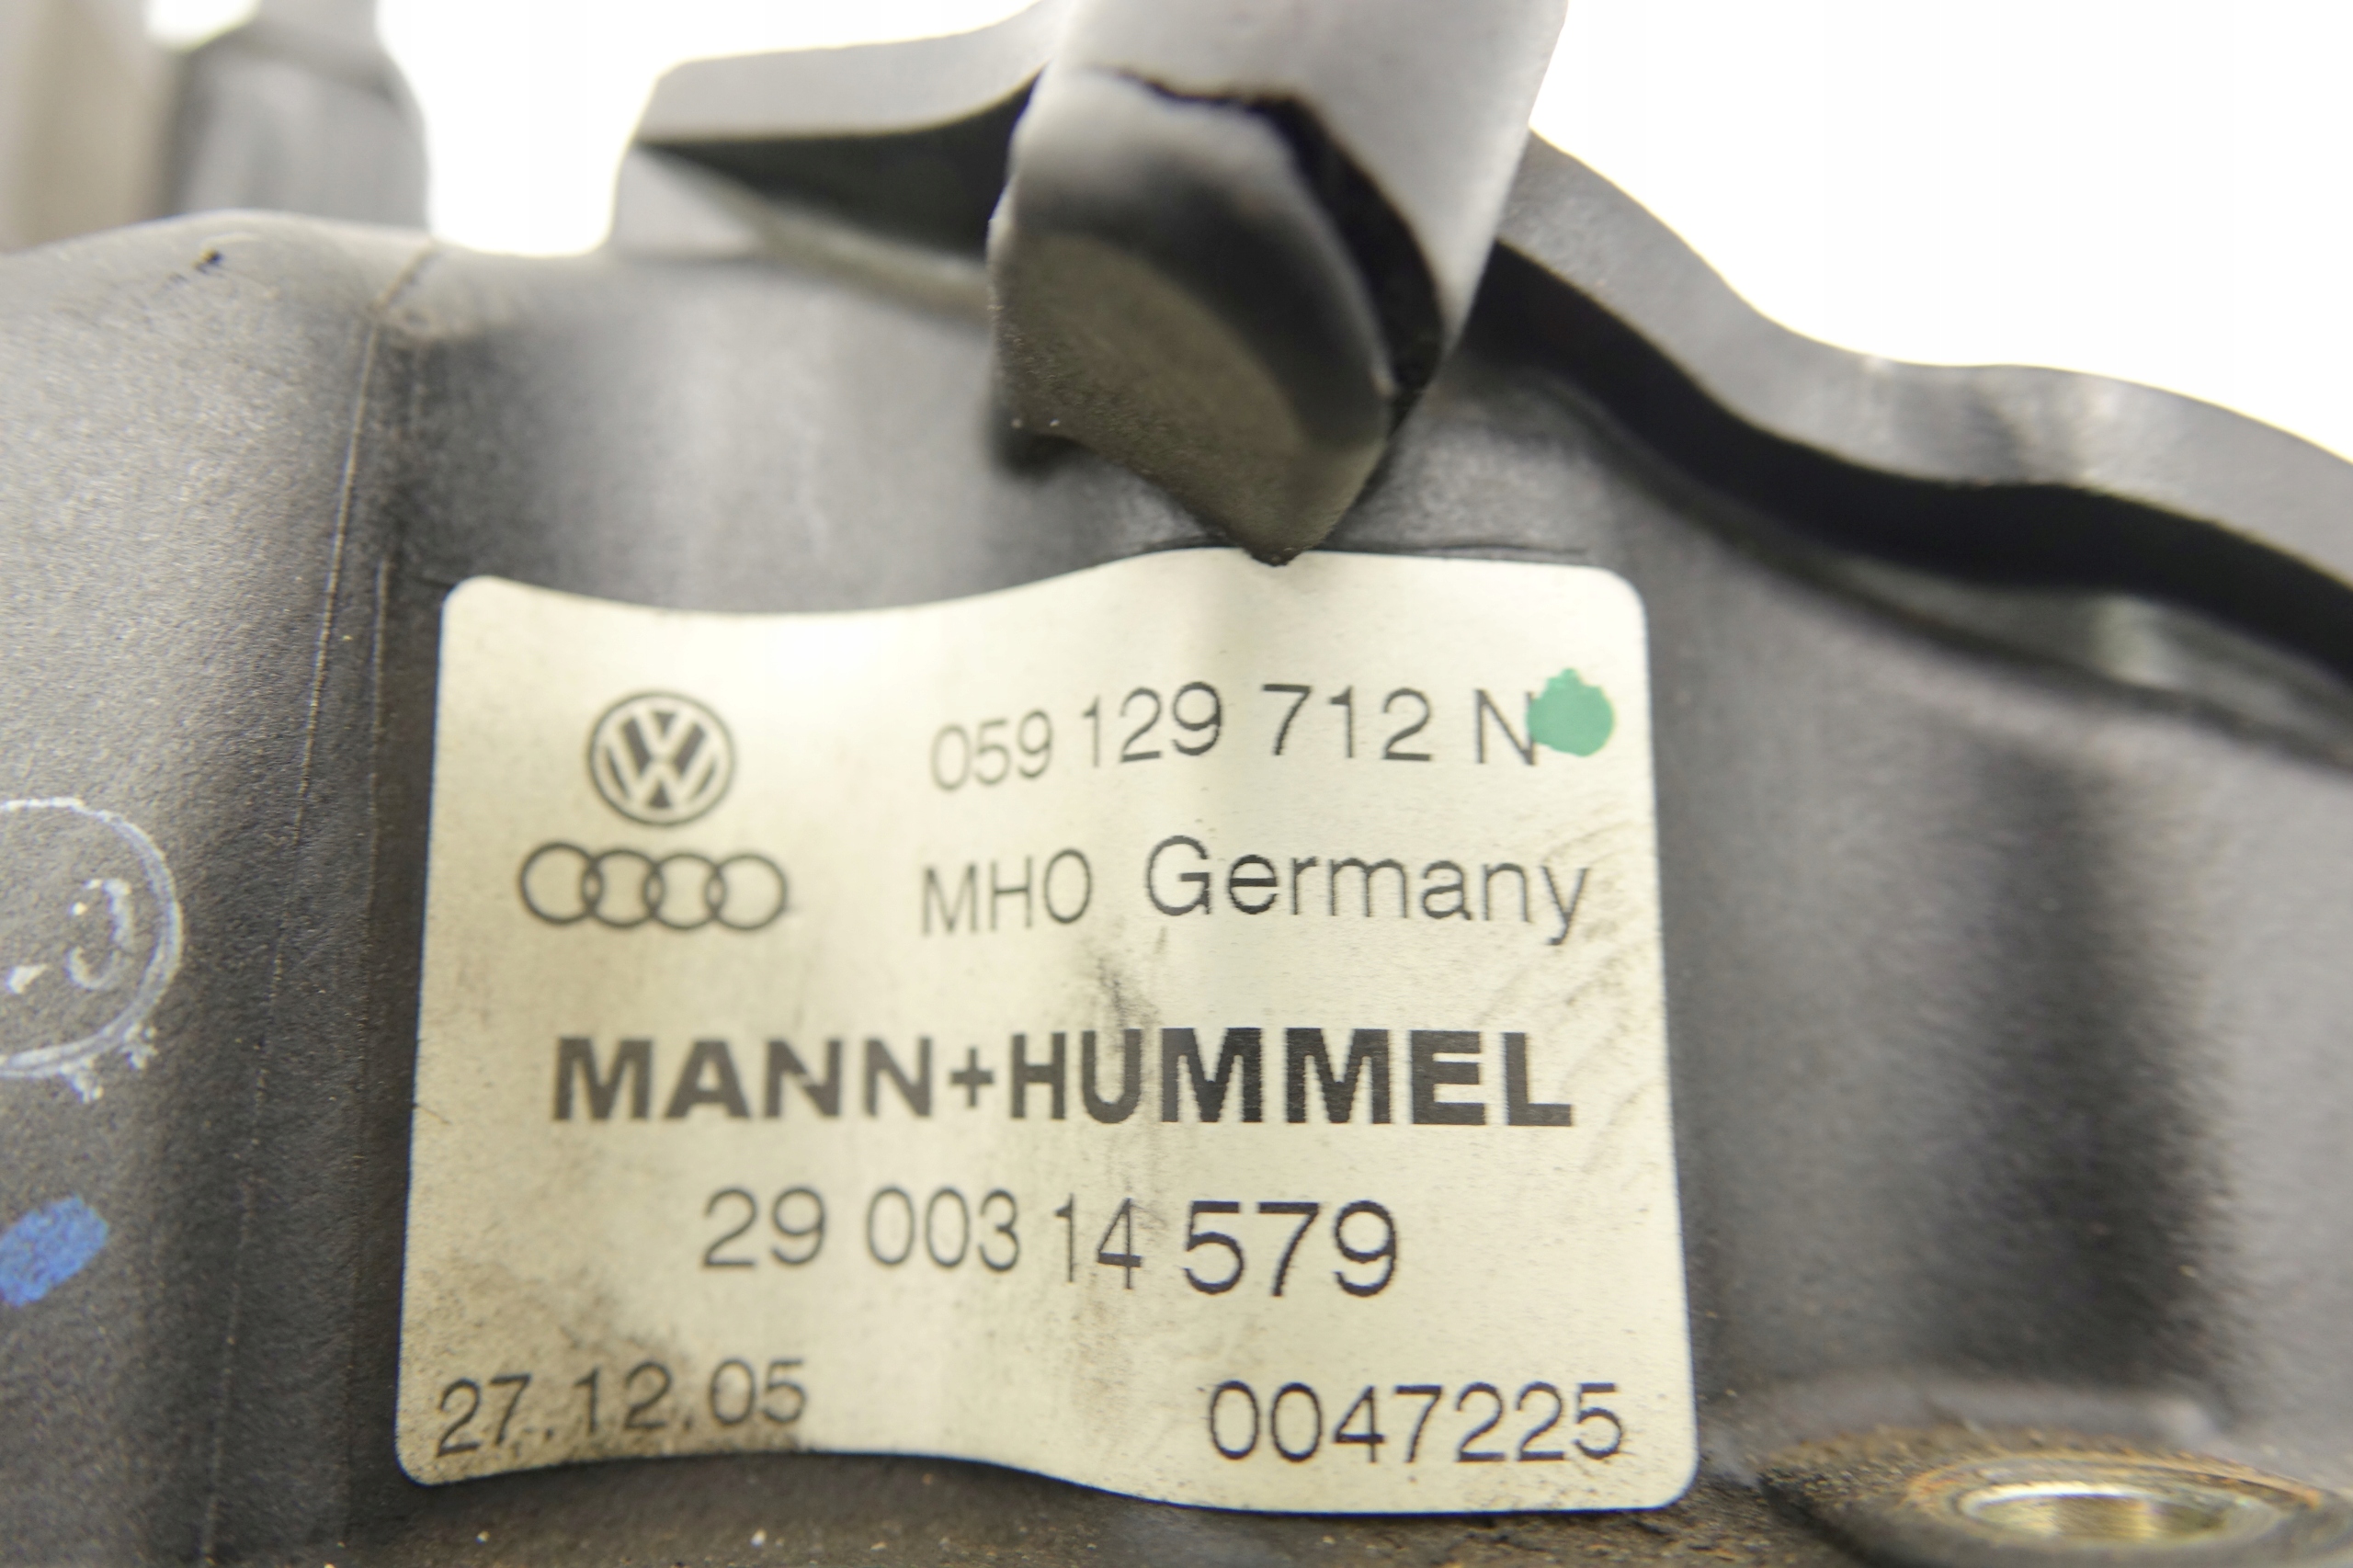 059 129 712 N
MHO Germany
MANN+HUMMEL
29 003 14 579
27.12.05
0047225